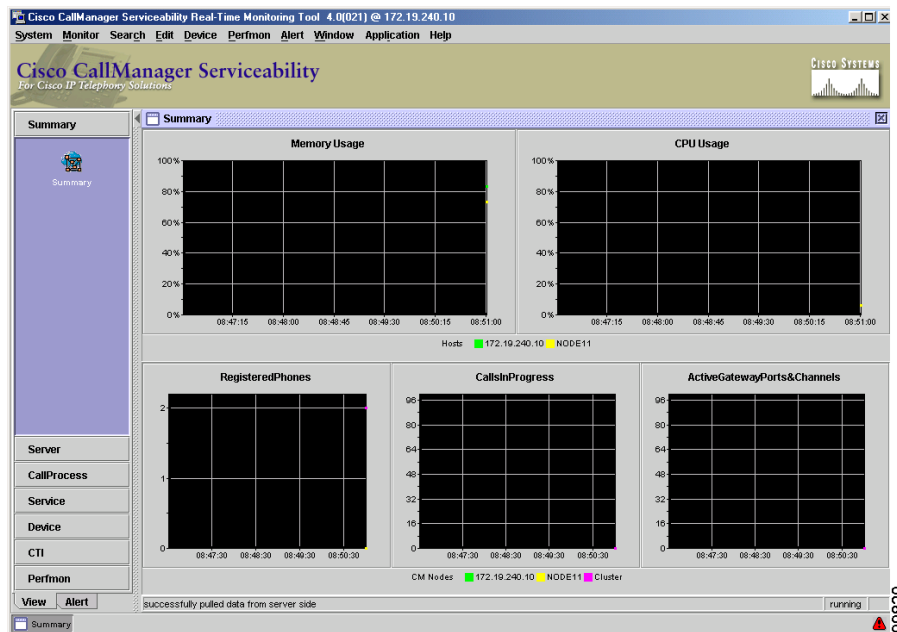 Cisco CallManager Serviceability Real-Time Monitoring Tool 4.0(021) @ 172.19.240.10
System Monitor Search Edit Device Perfmon Alert Window Application Help
Cisco CallManager Serviceability
For Cisco IP Telephony Solutions
CISCO SYSTEMS
Summary
Summary
Server
CallProcess
Service
Device
CTI
Perfmon
View Alert
Summary
Memory Usage
100%
80%
60%
40%
20%
0%
08:47:15 08:48:00 08:48:45 08:49:30 08:50:15 08:51:00
CPU Usage
100%
80%
60%
40%
20%
0%
08:47:15 08:48:00 08:48:45 08:49:30 08:50:15 08:51:00
Hosts 172.19.240.10 NODE11
RegisteredPhones
2
1
0
08:47:30 08:48:30 08:49:30 08:50:30
CallsInProgress
96
80
64
48
32
16
0
08:47:30 08:48:30 08:49:30 08:50:30
ActiveGatewayPorts&Channels
96
80
64
48
32
16
0
08:47:30 08:48:30 08:49:30 08:50:30
CM Nodes 172.19.240.10 NODE11 Cluster
successfully pulled data from server side
running
Summary